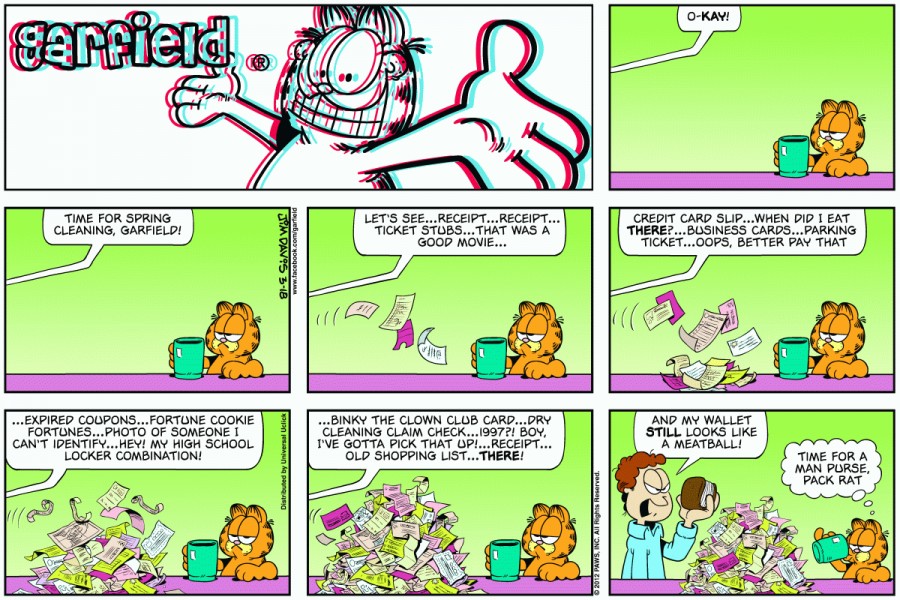 garfield ®
O-KAY!
TIME FOR SPRING
CLEANING, GARFIELD!
JIM DAVIS 3-18
www.facebook.com/garfield
LET'S SEE...RECEIPT...RECEIPT...
TICKET STUBS...THAT WAS A
GOOD MOVIE...
CREDIT CARD SLIP...WHEN DID I EAT
THERE?...BUSINESS CARDS...PARKING
TICKET...OOPS, BETTER PAY THAT
...EXPIRED COUPONS...FORTUNE COOKIE
FORTUNES...PHOTO OF SOMEONE I
CAN'T IDENTIFY...HEY! MY HIGH SCHOOL
LOCKER COMBINATION!
Distributed by Universal Uclick
...BINKY THE CLOWN CLUB CARD...DRY
CLEANING CLAIM CHECK...1997?! BOY,
I'VE GOTTA PICK THAT UP!...RECEIPT...
OLD SHOPPING LIST...THERE!
© 2012 PAWS, INC. All Rights Reserved.
AND MY WALLET
STILL LOOKS LIKE
A MEATBALL!
TIME FOR A
MAN PURSE,
PACK RAT